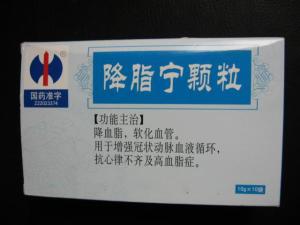 降脂宁颗粒
国药准字
【功能主治】
降血脂，软化血管。
用于增强冠状动脉血液循环，
抗心律不齐及高血脂症。
10g×10袋